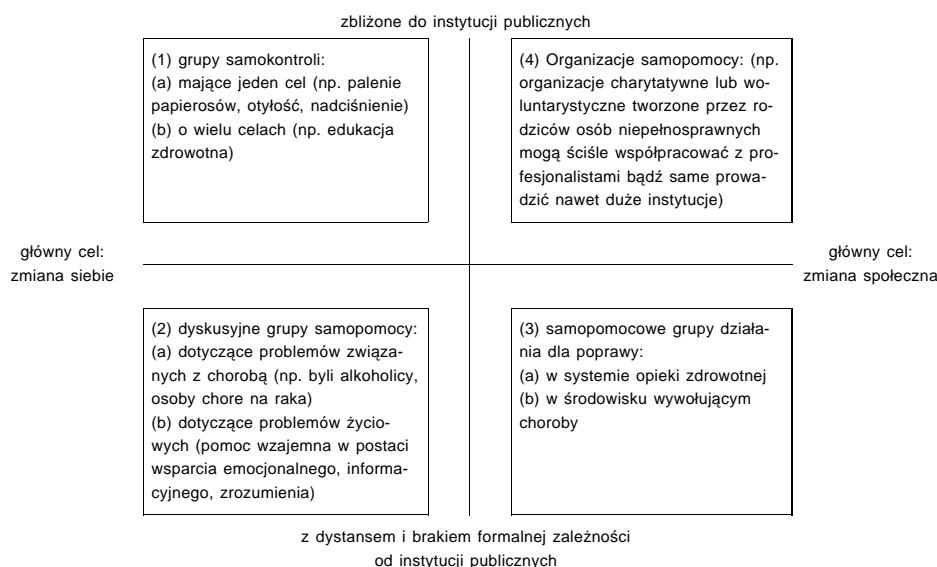 zbliżone do instytucji publicznych
(1) grupy samokontroli:
(a) mające jeden cel (np. palenie
papierosów, otyłość, nadciśnienie)
(b) o wielu celach (np. edukacja
zdrowotna)
(4) Organizacje samopomocy: (np.
organizacje charytatywne lub wo-
luntarystyczne tworzone przez ro-
dziców osób niepełnosprawnych
mogą ściśle współpracować z pro-
fesjonalistami bądź same prowa-
dzić nawet duże instytucje)
główny cel:
zmiana siebie
główny cel:
zmiana społeczna
(2) dyskusyjne grupy samopomocy:
(a) dotyczące problemów związa-
nych z chorobą (np. byli alkoholicy,
osoby chore na raka)
(b) dotyczące problemów życio-
wych (pomoc wzajemna w postaci
wsparcia emocjonalnego, informa-
cyjnego, zrozumienia)
(3) samopomocowe grupy działa-
nia dla poprawy:
(a) w systemie opieki zdrowotnej
(b) w środowisku wywołującym
choroby
z dystansem i brakiem formalnej zależności
od instytucji publicznych